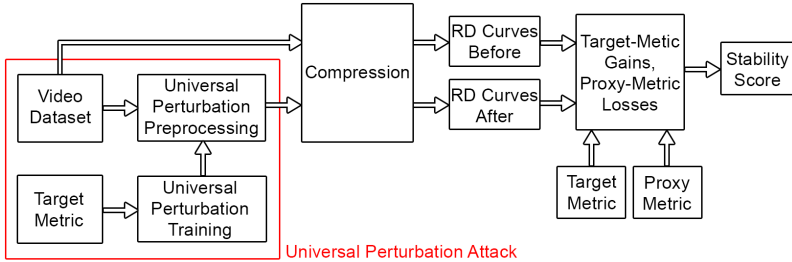 Video
Dataset
Universal
Perturbation
Preprocessing
Target
Metric
Universal
Perturbation
Training
Universal Perturbation Attack
Compression
RD Curves
Before
RD Curves
After
Target-Metic
Gains,
Proxy-Metric
Losses
Target
Metric
Proxy
Metric
Stability
Score